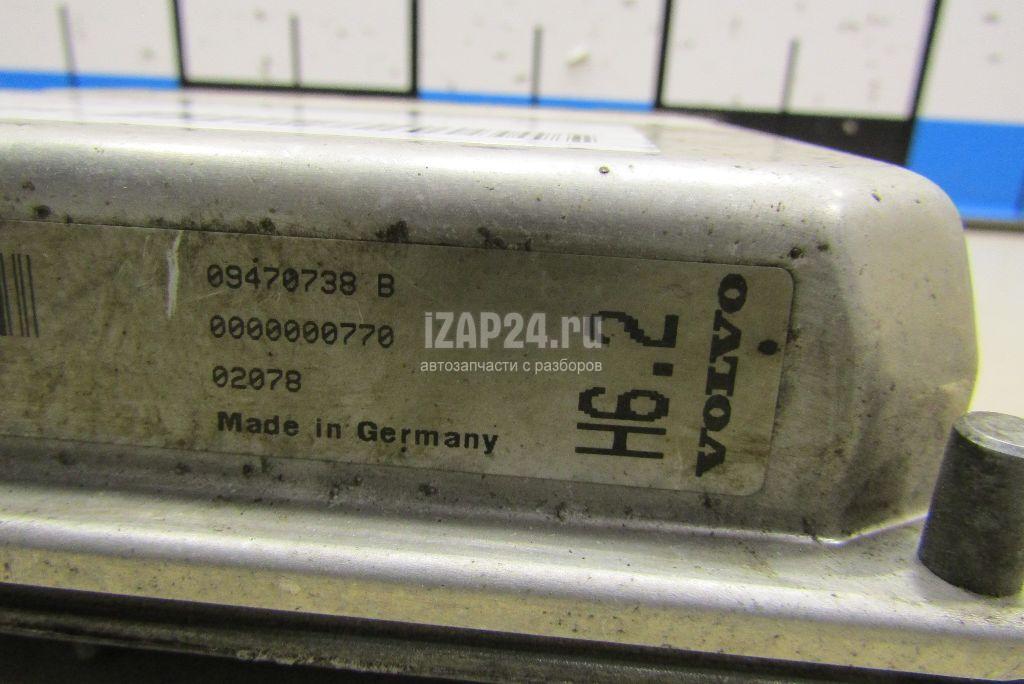 09470738 B
0000000770
02078
Made in Germany
H6.2
VOLVO
iZAP24.ru
автозапчасти с разборов